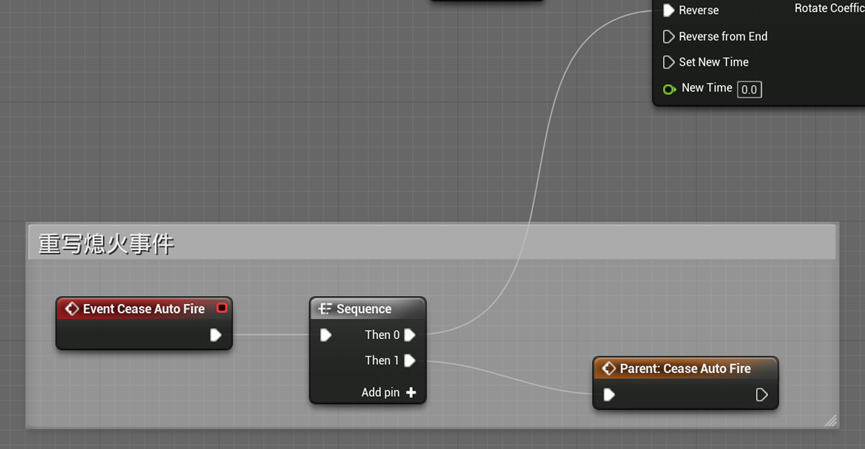 Reverse
Rotate Coeffic
Reverse from End
Set New Time
New Time 0.0
重写熄火事件
Event Cease Auto Fire
Sequence
Then 0
Then 1
Add pin
Parent: Cease Auto Fire